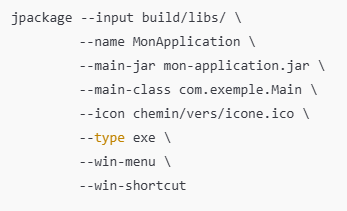 jpackage --input build/libs/ \
--name MonApplication \
--main-jar mon-application.jar \
--main-class com.exemple.Main \
--icon chemin/vers/icone.ico \
--type exe \
--win-menu \
--win-shortcut